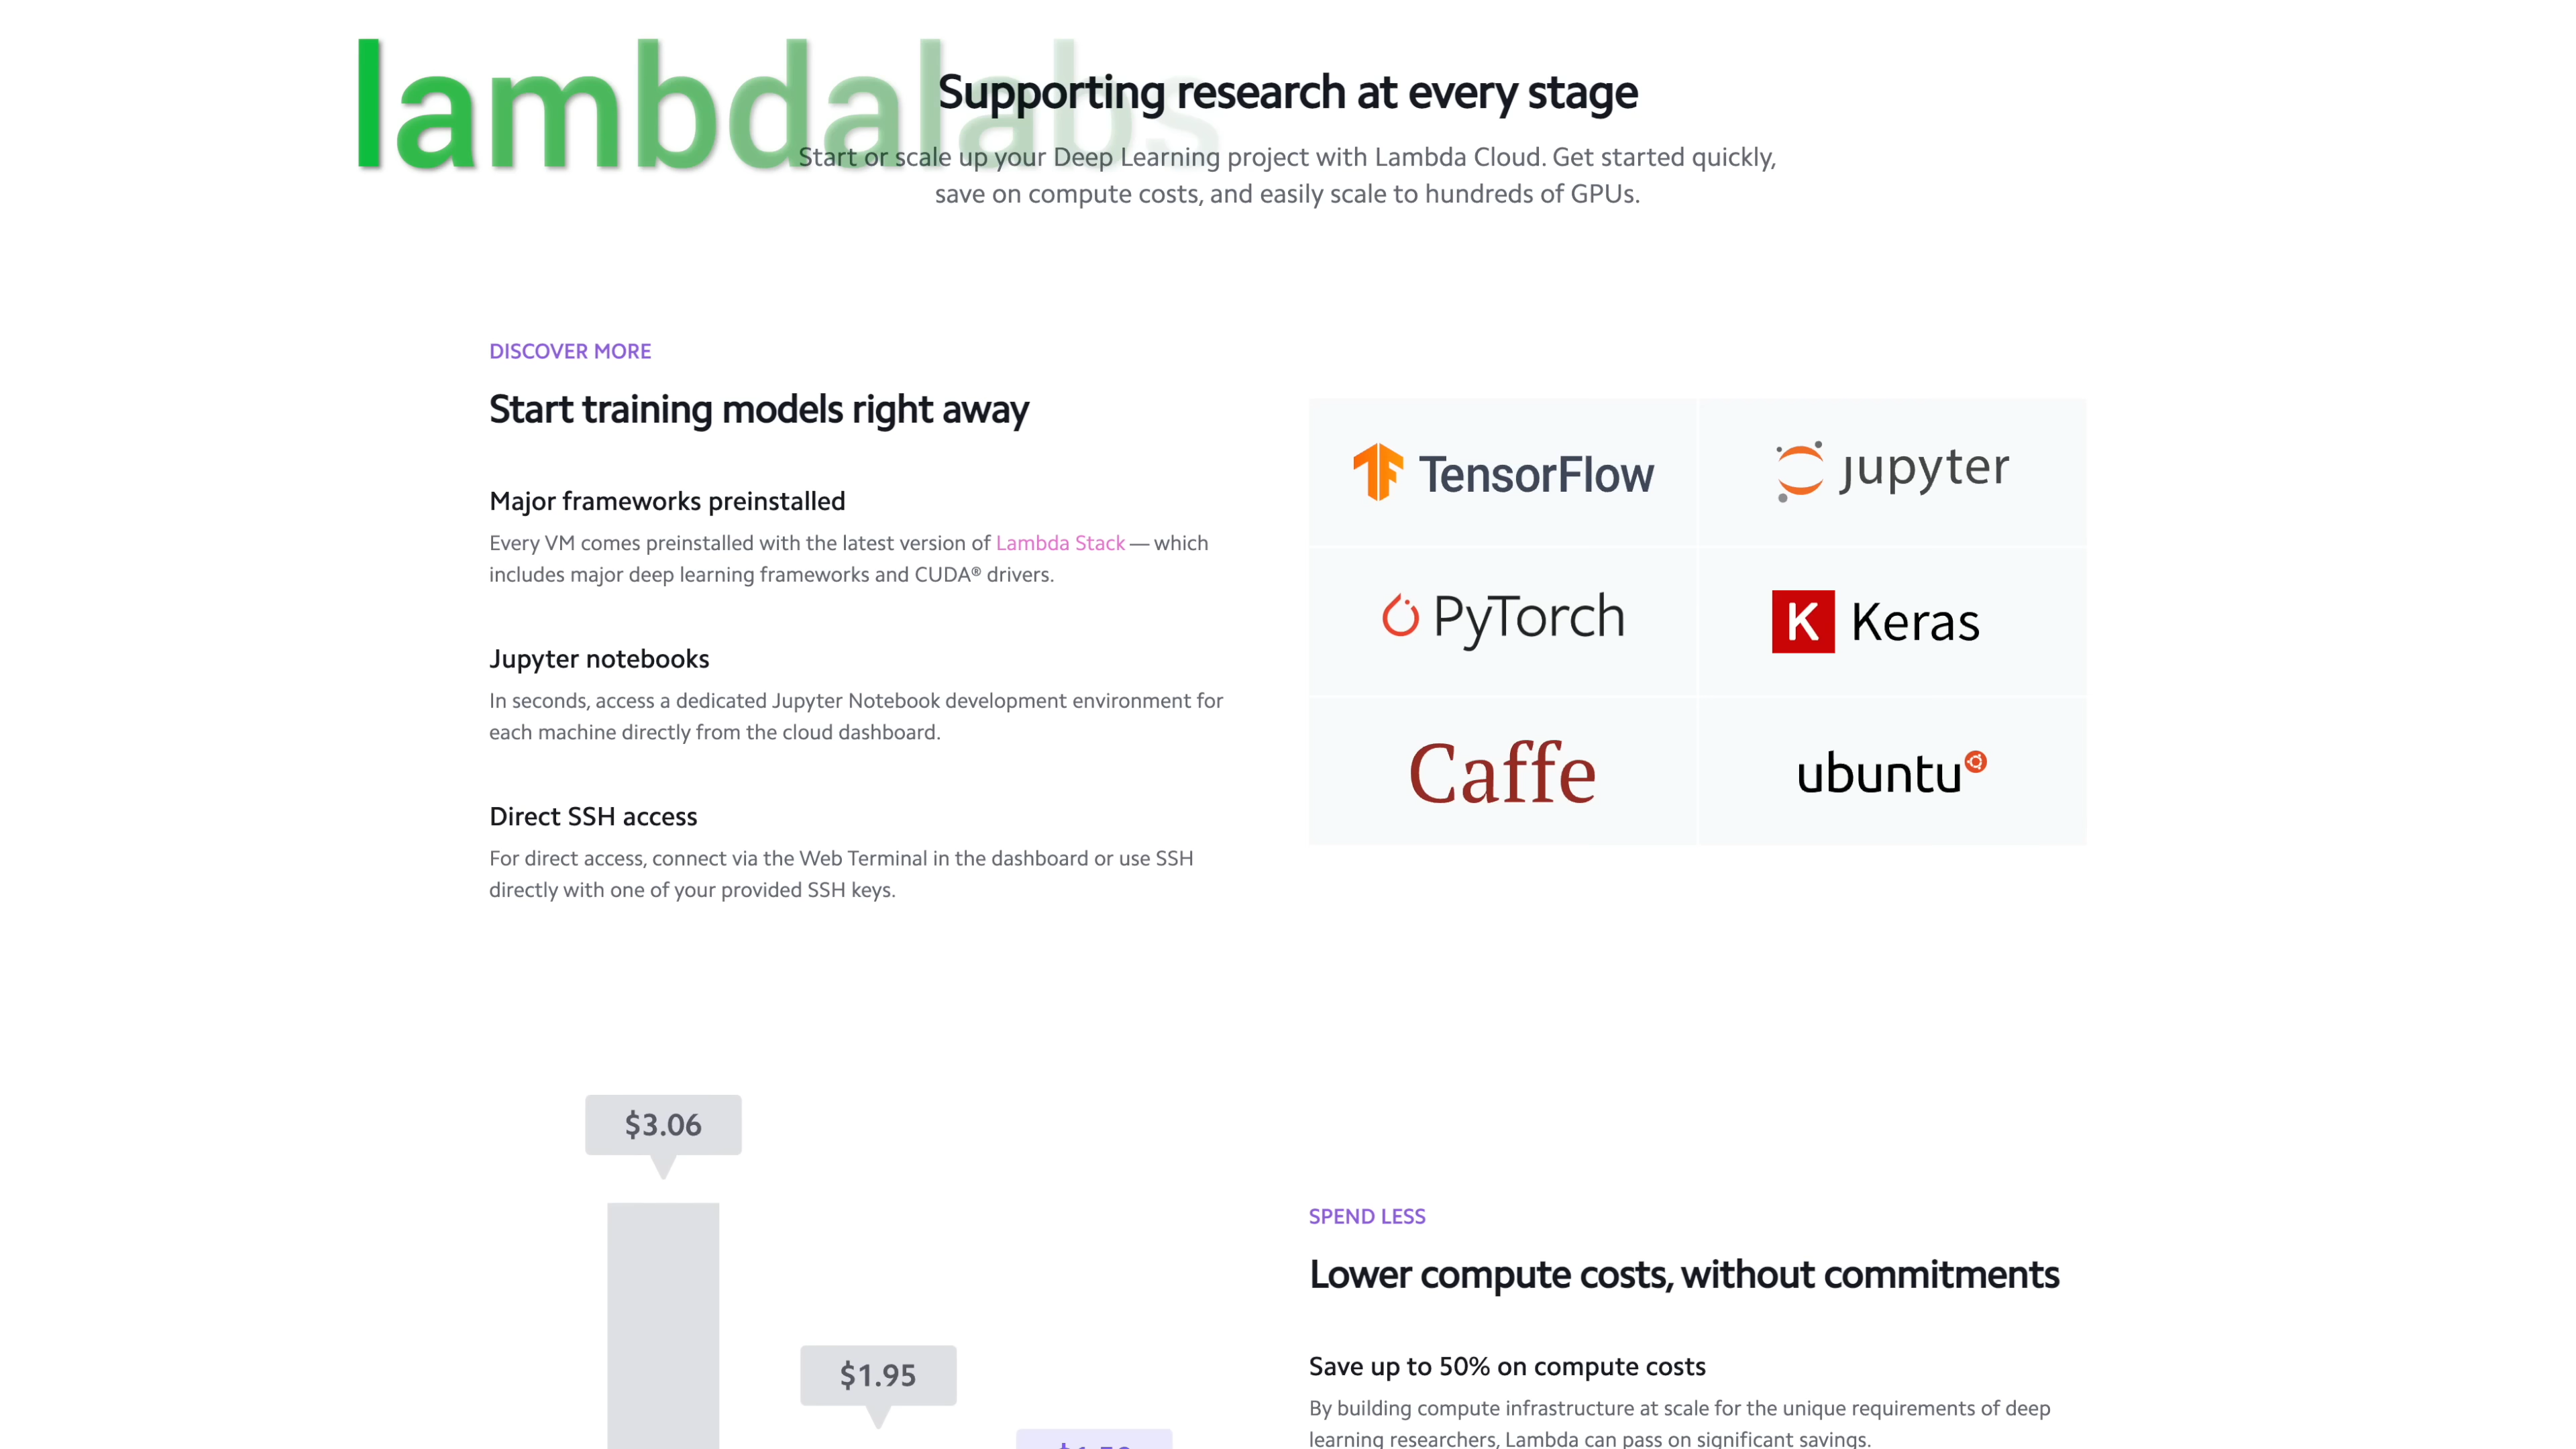 lambdalabs
Supporting research at every stage
Start or scale up your Deep Learning project with Lambda Cloud. Get started quickly,
save on compute costs, and easily scale to hundreds of GPUs.
DISCOVER MORE
Start training models right away
Major frameworks preinstalled
Every VM comes preinstalled with the latest version of Lambda Stack — which
includes major deep learning frameworks and CUDA® drivers.
Jupyter notebooks
In seconds, access a dedicated Jupyter Notebook development environment for
each machine directly from the cloud dashboard.
Direct SSH access
For direct access, connect via the Web Terminal in the dashboard or use SSH
directly with one of your provided SSH keys.
TensorFlow
jupyter
PyTorch
K Keras
Caffe
ubuntu
$3.06
$1.95
SPEND LESS
Lower compute costs, without commitments
Save up to 50% on compute costs
By building compute infrastructure at scale for the unique requirements of deep
learning researchers, Lambda can pass on significant savings.